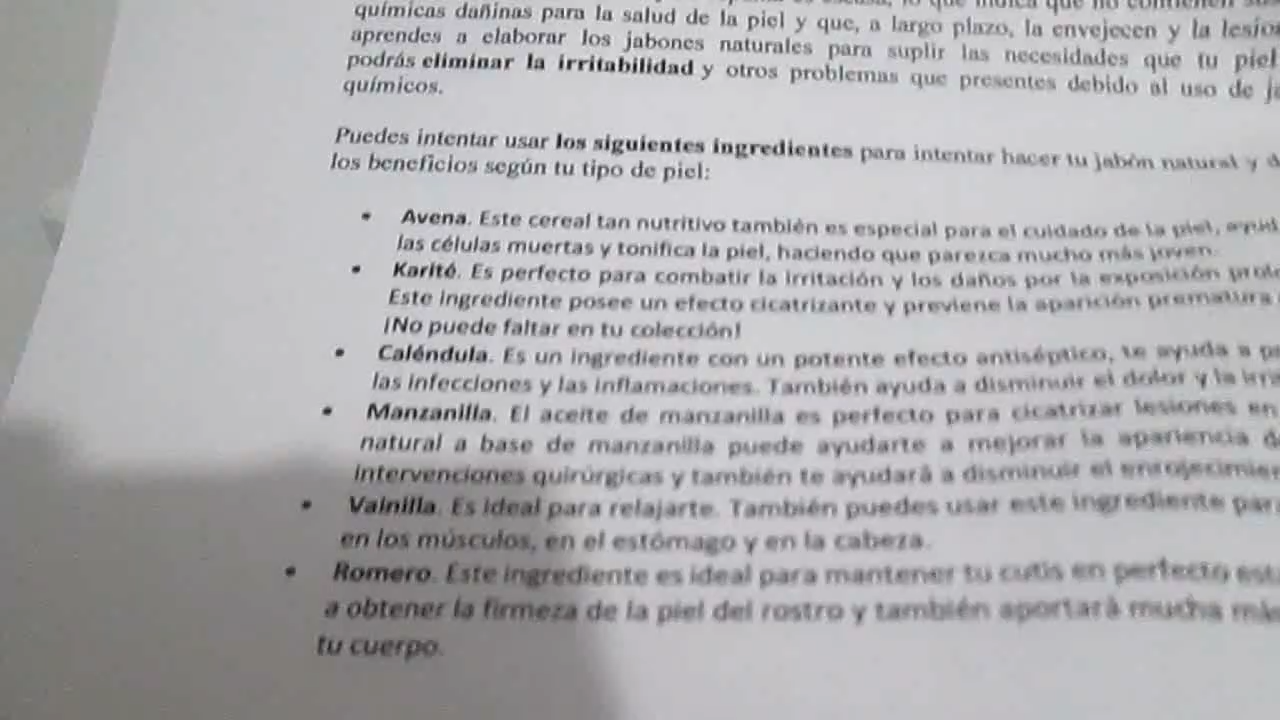 químicas dañinas para la salud de la piel y que, a largo plazo, la envejecen y la
aprendes a elaborar los jabones naturales para suplir las necesidades que tu piel
podrás eliminar la irritabilidad y otros problemas que presentes debido al uso de
químicos.
Puedes intentar usar los siguientes ingredientes para intentar hacer tu jabón natural y
los beneficios según tu tipo de piel:
• Avena. Este cereal tan nutritivo también es especial para el cuidado de la piel,
las células muertas y tonifica la piel, haciendo que parezca mucho más joven.
• Karité. Es perfecto para combatir la irritación y los daños por la exposición
Este ingrediente posee un efecto cicatrizante y previene la aparición prematura
¡No puede faltar en tu colección!
• Caléndula. Es un ingrediente con un potente efecto antiséptico, te ayuda a
las infecciones y las inflamaciones. También ayuda a disminuir el dolor y la
• Manzanilla. El aceite de manzanilla es perfecto para cicatrizar lesiones en
natural a base de manzanilla puede ayudarte a mejorar la apariencia
intervenciones quirúrgicas y también te ayudará a disminuir el
• Vainilla. Es ideal para relajarte. También puedes usar este ingrediente
en los músculos, en el estómago y en la cabeza.
• Romero. Este ingrediente es ideal para mantener tu cutis en perfecto
a obtener la firmeza de la piel del rostro y también aportará mucha
tu cuerpo.